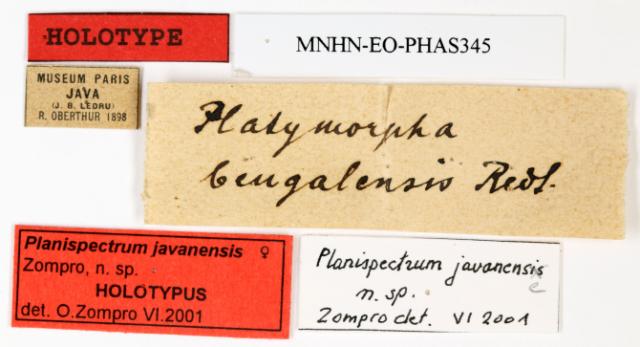 HOLOTYPE
MNHN-EO-PHAS345
MUSEUM PARIS
JAVA
(J. B. LEDRU)
R. OBERTHUR 1898
Platymorpha
bengalensis Redt.
Planispectrum javanensis ♀
Zompro, n. sp.
HOLOTYPUS
det. O.Zompro VI.2001
Planispectrum javanensis
e
n. sp.
Zompro det. VI 2001